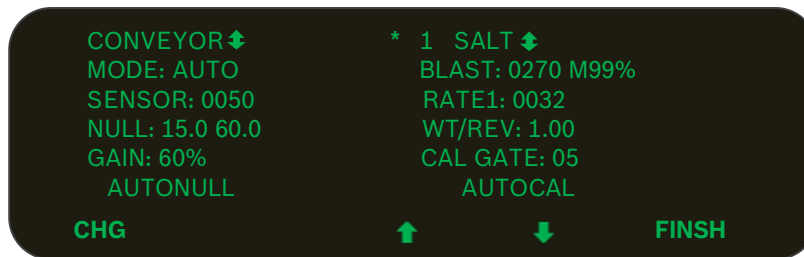 CONVEYOR * 1 SALT
MODE: AUTO BLAST: 0270 M99%
SENSOR: 0050 RATE1: 0032
NULL: 15.0 60.0 WT/REV: 1.00
GAIN: 60% CAL GATE: 05
AUTONULL AUTOCAL
CHG FINSH